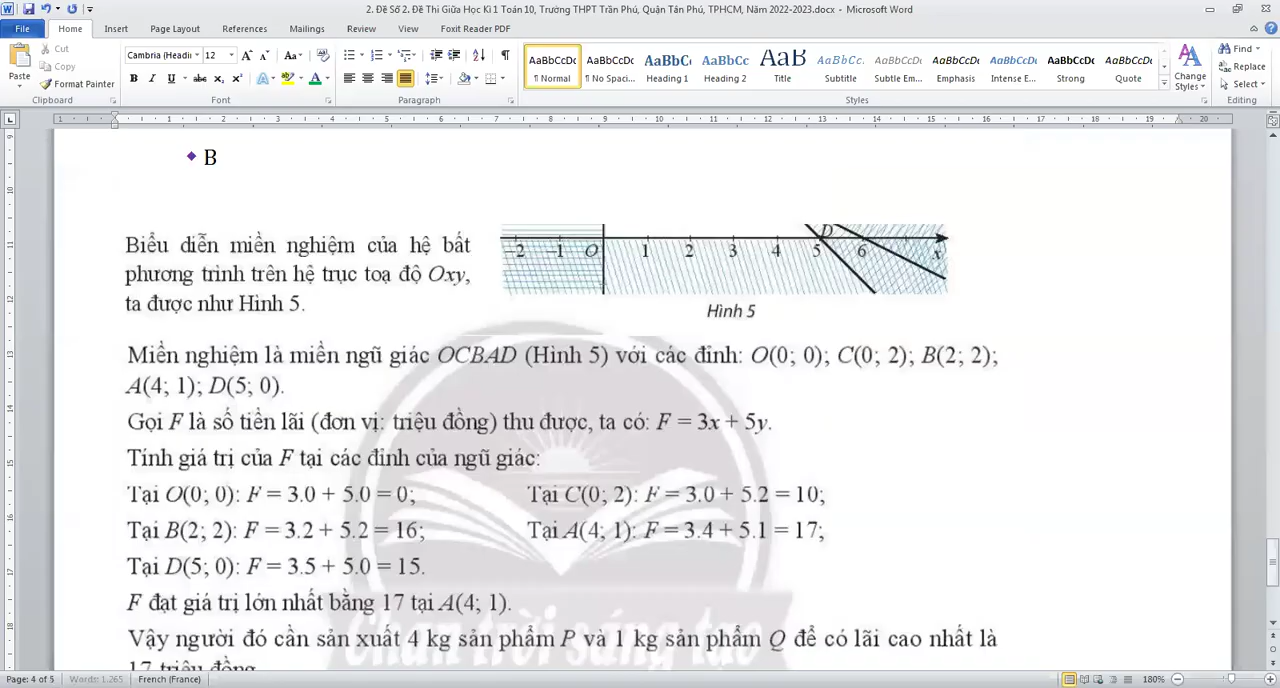 2. Đề Số 2. Đề Thi Giữa Học Kì 1 Toán 10, Trường THPT Trần Phú, Quận Tân Phú, TPHCM, Năm 2022-2023.docx - Microsoft Word
File Home Insert Page Layout References Mailings Review View Foxit Reader PDF
Cut
Copy
Format Painter
Paste
Clipboard
Cambria (Headi 12
Font
Paragraph
AaBbCcDc AaBbCcDc AaBbC AaBbCc AaB AaBbCc. AaBbCcDc AaBbCcDc AaBbCcDc AaBbCcDc AaBbCcDc
¶ Normal ¶ No Spaci... Heading 1 Heading 2 Title Subtitle Subtle Em... Emphasis Intense E... Strong Quote
Change Styles
Styles
Find
Replace
Select
Editing
B
Biểu diễn miền nghiệm của hệ bất
phương trình trên hệ trục toạ độ Oxy,
ta được như Hình 5.
D
-2 -1 O 1 2 3 4 5 6 x
Hình 5
Miền nghiệm là miền ngũ giác OCBAD (Hình 5) với các đỉnh: O(0; 0); C(0; 2); B(2; 2);
A(4; 1); D(5; 0).
Gọi F là số tiền lãi (đơn vị: triệu đồng) thu được, ta có: F = 3x + 5y.
Tính giá trị của F tại các đỉnh của ngũ giác:
Tại O(0; 0): F = 3.0 + 5.0 = 0; Tại C(0; 2): F = 3.0 + 5.2 = 10;
Tại B(2; 2): F = 3.2 + 5.2 = 16; Tại A(4; 1): F = 3.4 + 5.1 = 17;
Tại D(5; 0): F = 3.5 + 5.0 = 15.
F đạt giá trị lớn nhất bằng 17 tại A(4; 1).
Vậy người đó cần sản xuất 4 kg sản phẩm P và 1 kg sản phẩm Q để có lãi cao nhất là
17 triệu đồng.
Chân trời sáng tạo
Page: 4 of 5 Words: 1.265 French (France) 180%